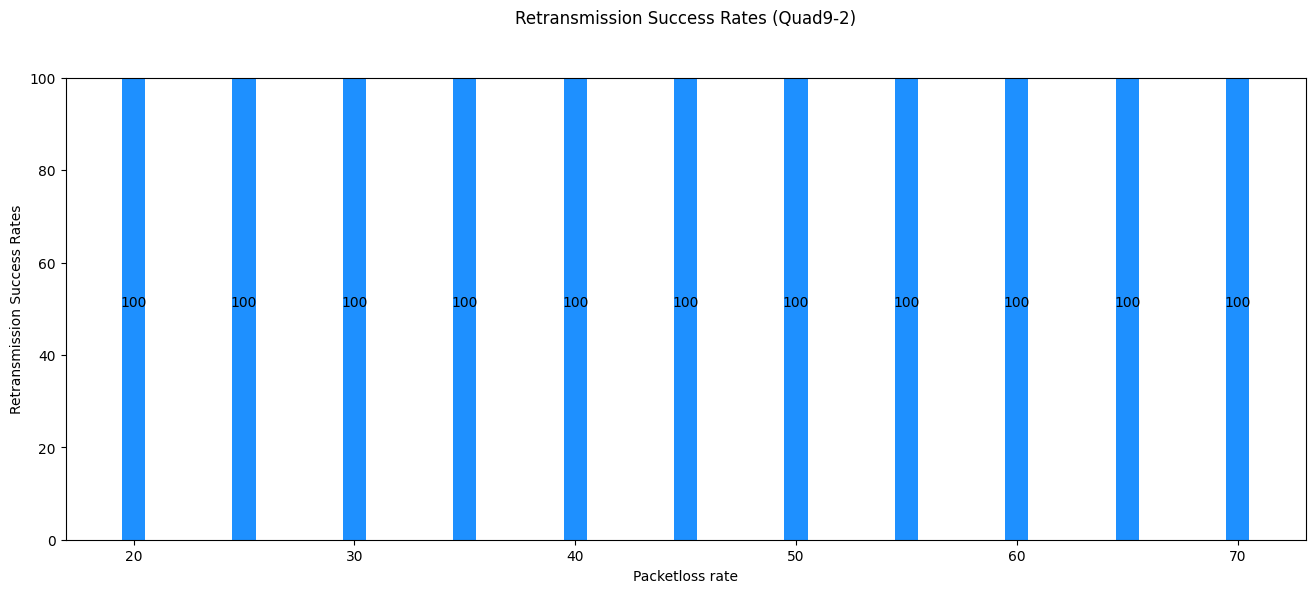 Retransmission Success Rates (Quad9-2)
100
80
60
40
20
0
Retransmission Success Rates
100 100 100 100 100 100 100 100 100 100 100
20 30 40 50 60 70
Packetloss rate